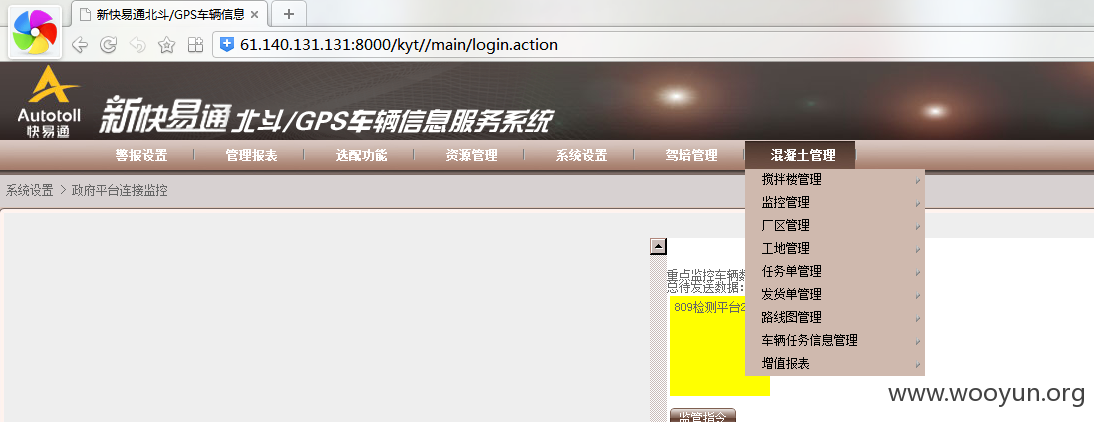 新快易通北斗/GPS车辆信息
61.140.131.131:8000/kyt//main/login.action
Autotoll
快易通
新快易通北斗/GPS车辆信息服务系统
警报设置 管理报表 选配功能 资源管理 系统设置 驾培管理 混凝土管理
系统设置 > 政府平台连接监控
搅拌楼管理
监控管理
厂区管理
工地管理
任务单管理
发货单管理
路线图管理
车辆任务信息管理
增值报表
重点监控车辆数
总待发送数据:
809检测平台2
监管指令
www.wooyun.org